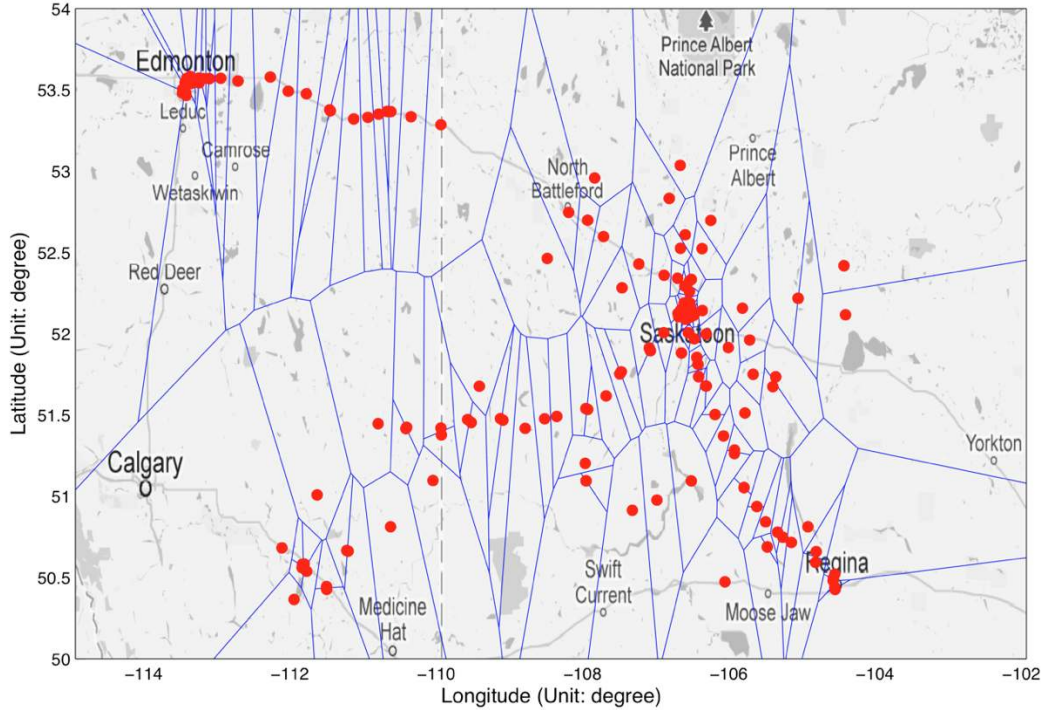 54
53.5
53
52.5
52
51.5
51
50.5
50
Latitude (Unit: degree)
Edmonton
Leduc
Camrose
Wetaskiwin
Red Deer
Calgary
Medicine
Hat
North
Battleford
Prince Albert
National Park
Prince
Albert
Saskatoon
Swift
Current
Moose Jaw
Regina
Yorkton
−114
−112
−110
−108
−106
−104
−102
Longitude (Unit: degree)